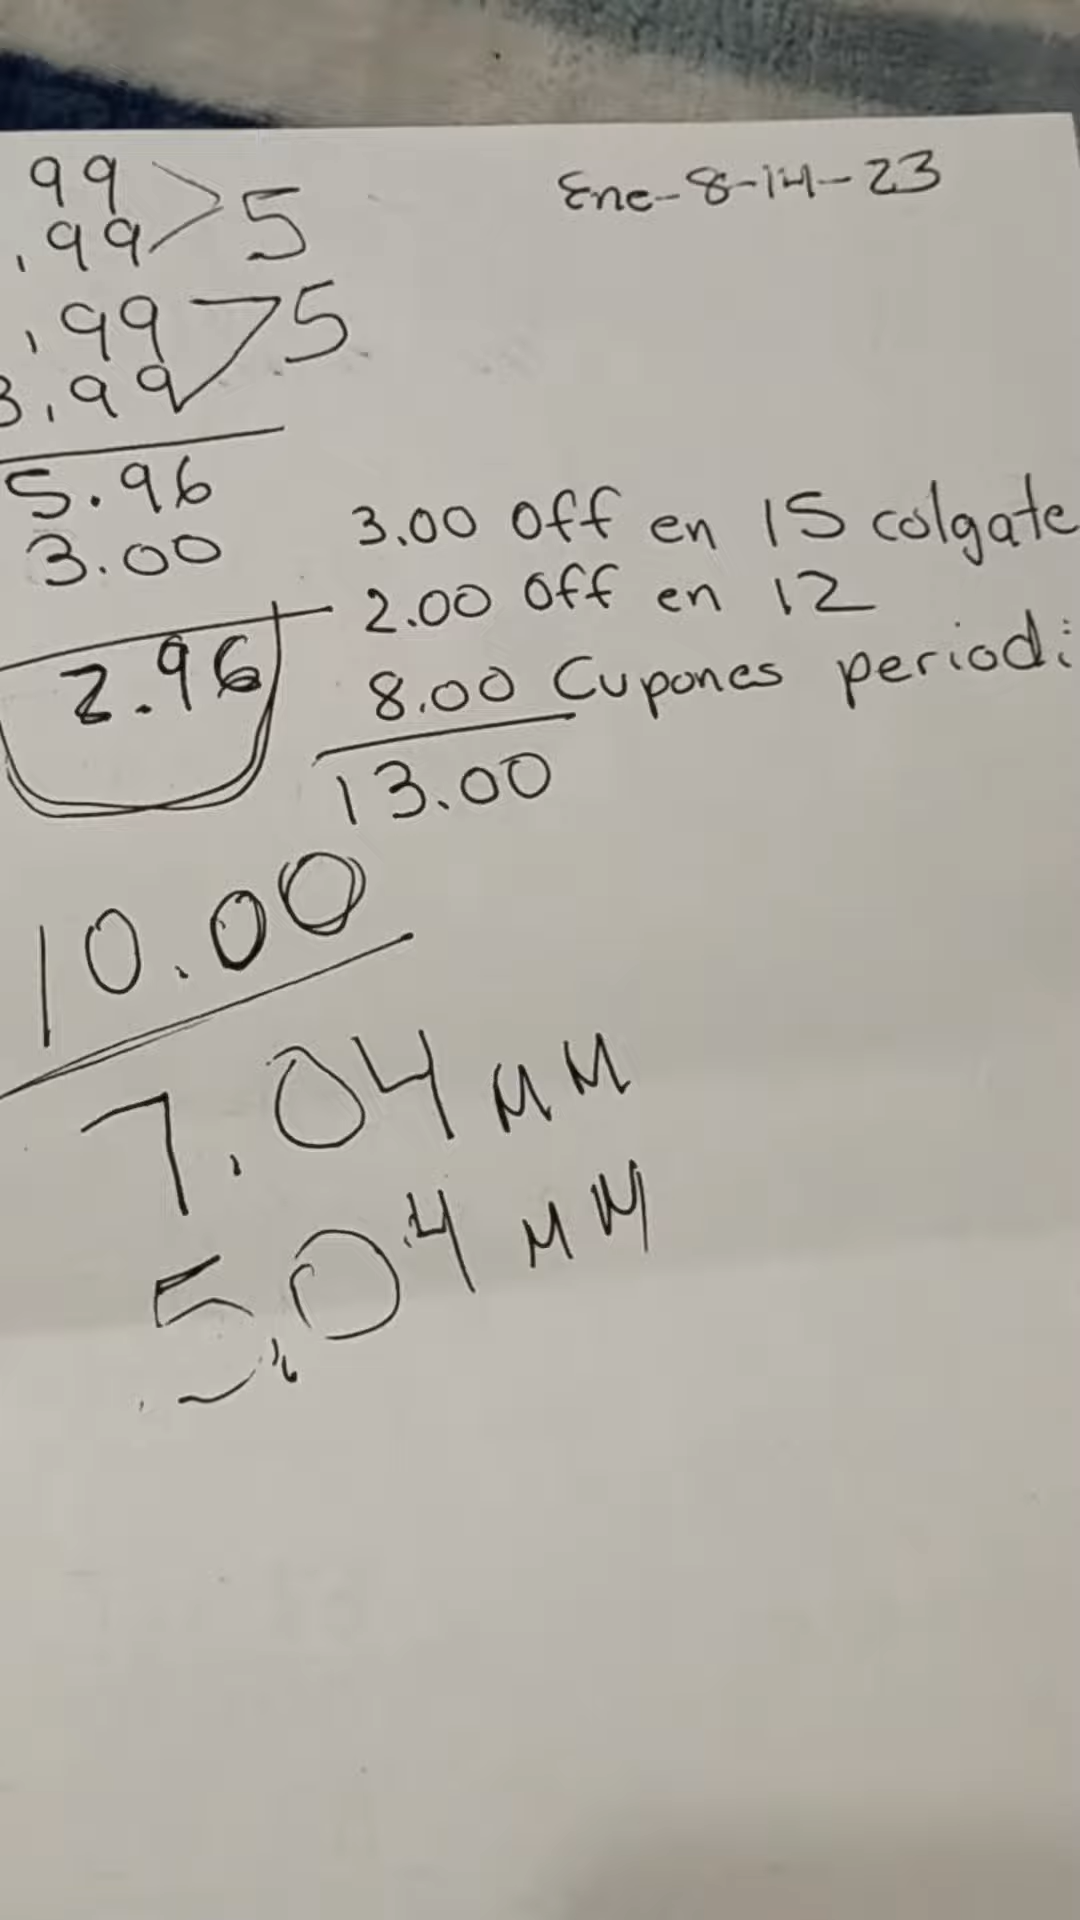 99 > 5
Ene-8-14-23
.99
.99 > 5
3.99
5.96
3.00
3.00 off en 15 colgate
2.00 off en 12
2.96
8.00 Cupones periodi
13.00
10.00
7.04 MM
5.04 MM